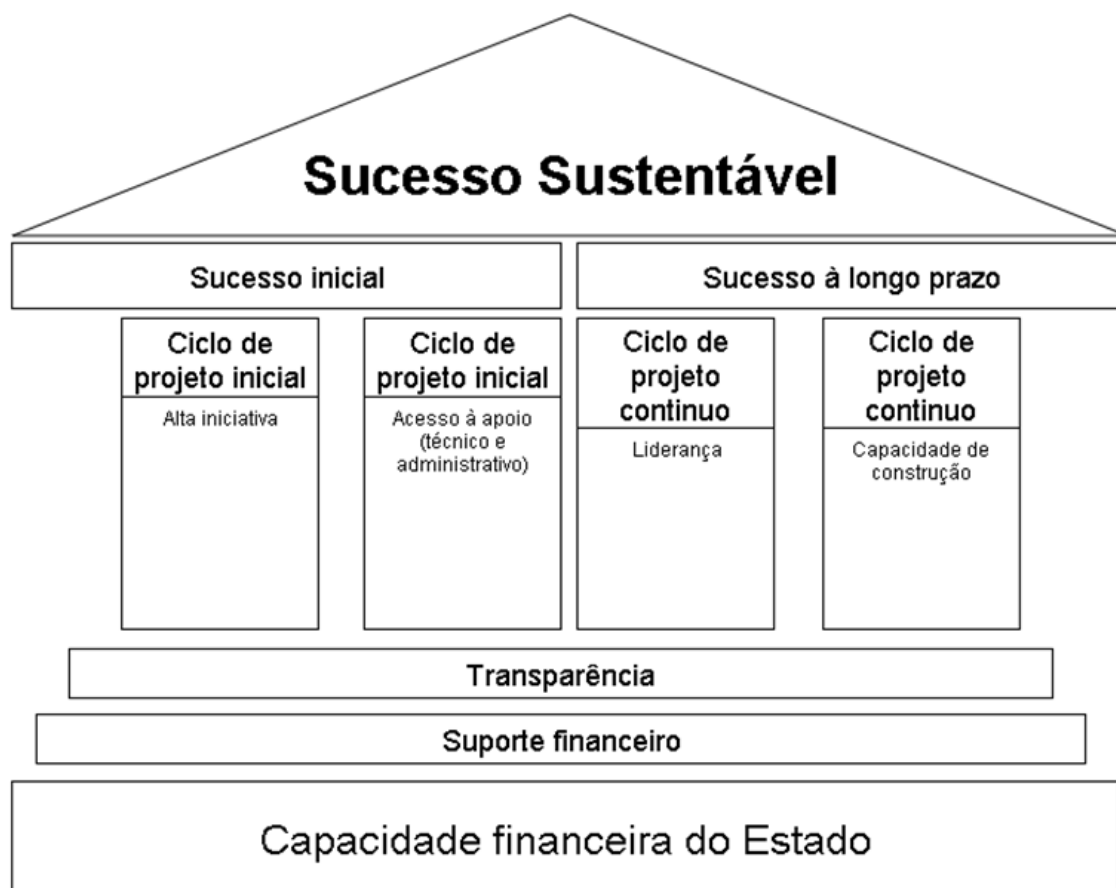 Sucesso Sustentável
Sucesso inicial
Sucesso à longo prazo
Ciclo de
projeto inicial
Alta iniciativa
Ciclo de
projeto inicial
Acesso à apoio
(técnico e
administrativo)
Ciclo de
projeto
continuo
Liderança
Ciclo de
projeto
continuo
Capacidade de
construção
Transparência
Suporte financeiro
Capacidade financeira do Estado